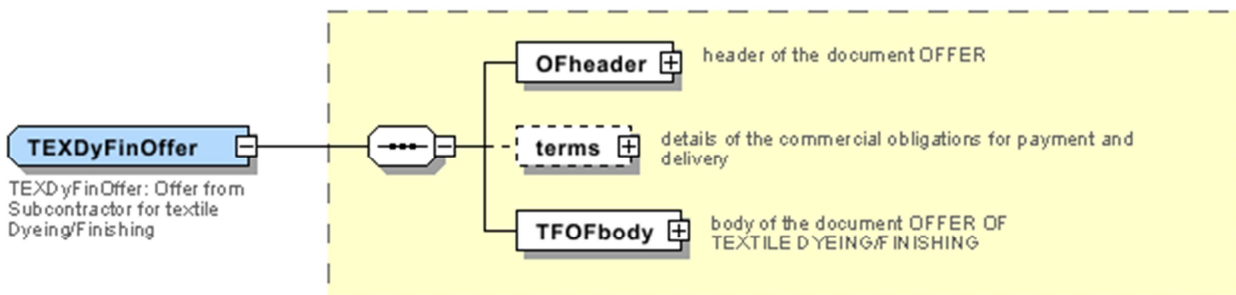 OFheader
header of the document OFFER
TEXDyFinOffer
terms
details of the commercial obligations for payment and
delivery
TEXDyFinOffer: Offer from
Subcontractor for textile
Dyeing/Finishing
TFOFbody
body of the document OFFER OF
TEXTILE DYEING/FINISHING